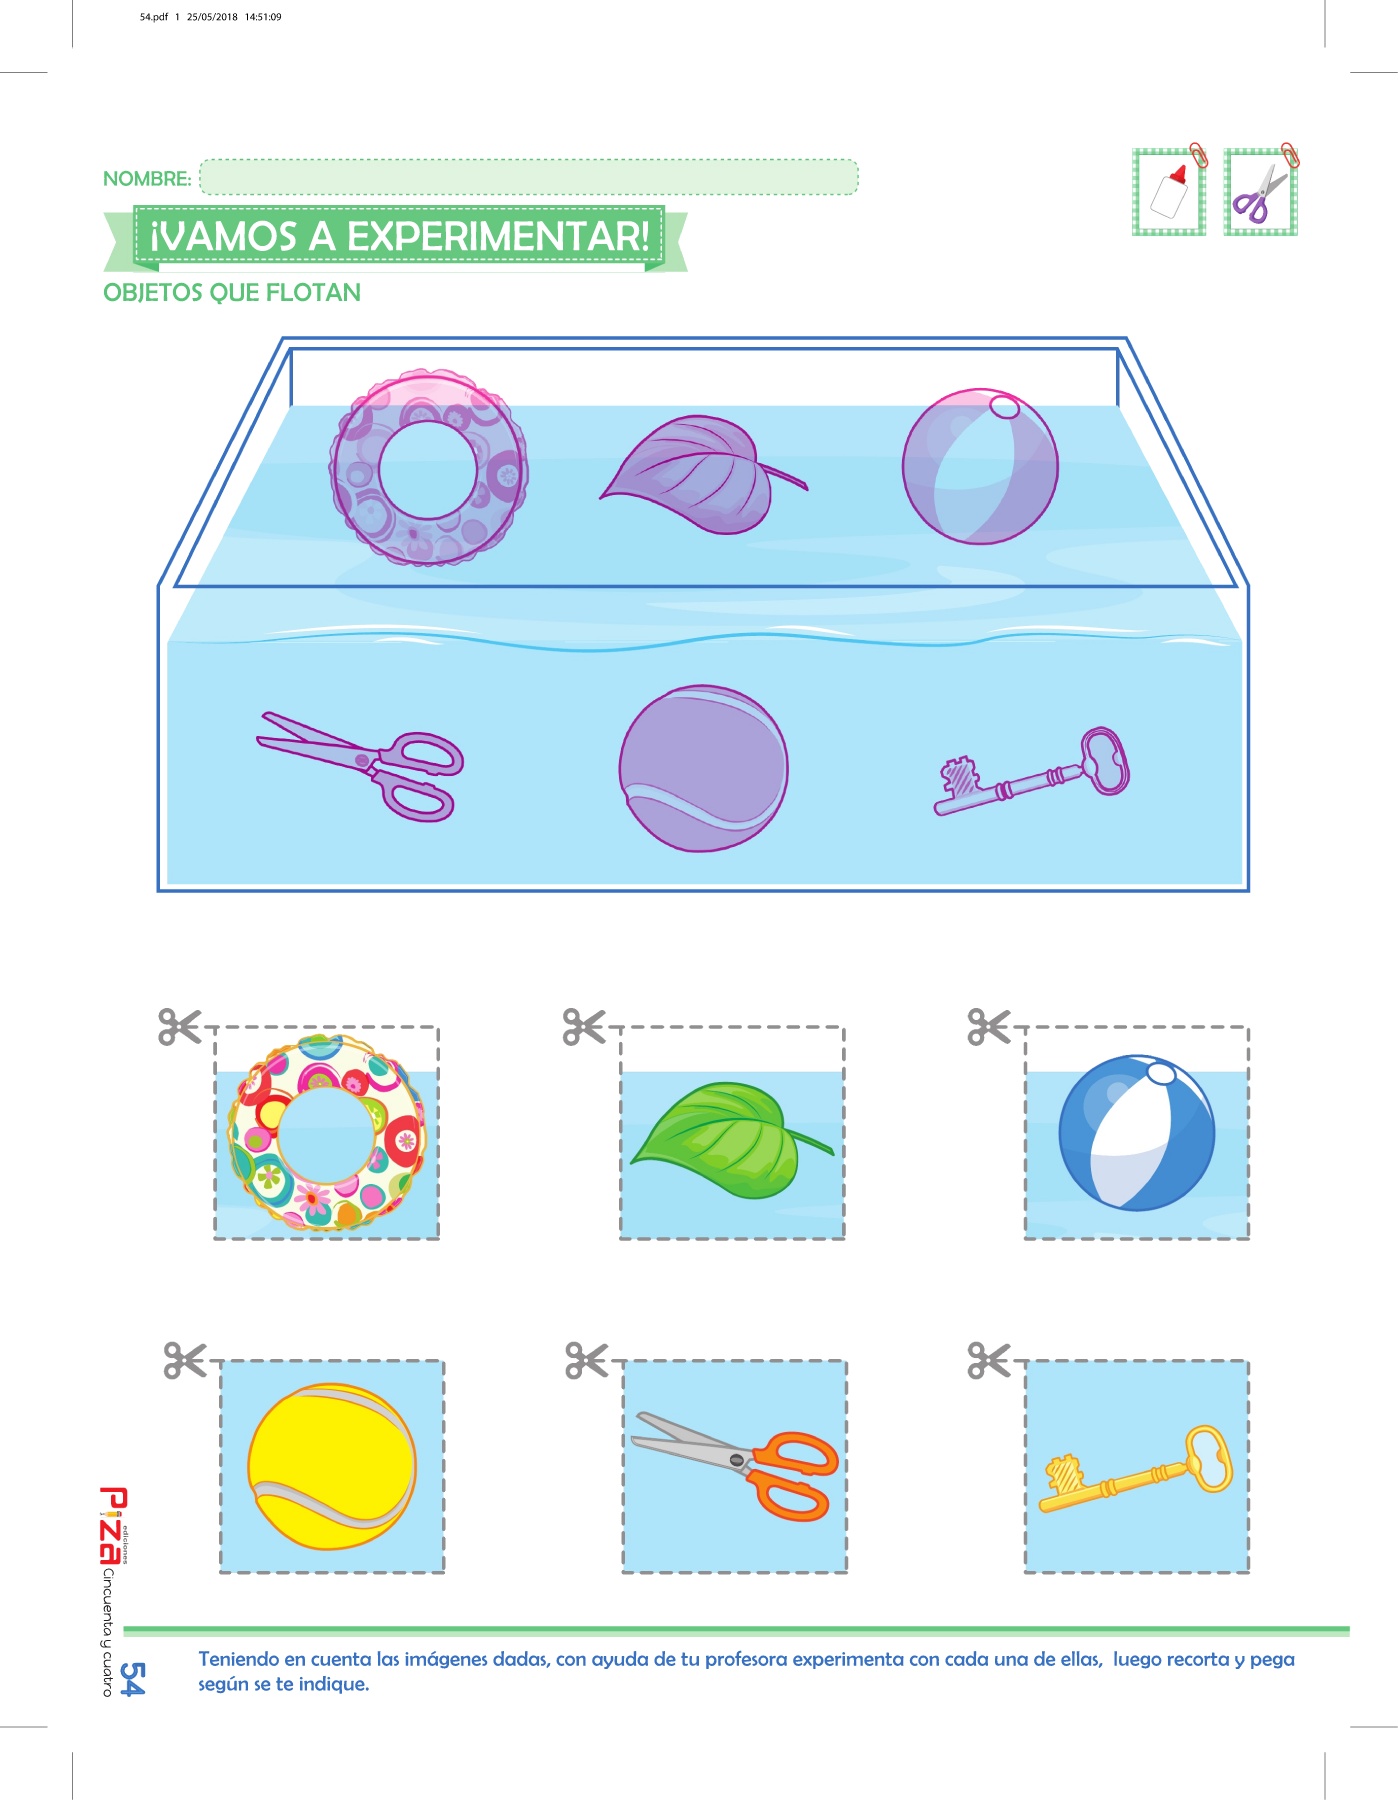 54.pdf 1 25/05/2018 14:51:09
NOMBRE:
¡VAMOS A EXPERIMENTAR!
OBJETOS QUE FLOTAN
Piza
ediciones
Cincuenta y cuatro
54
Teniendo en cuenta las imágenes dadas, con ayuda de tu profesora experimenta con cada una de ellas, luego recorta y pega
según se te indique.